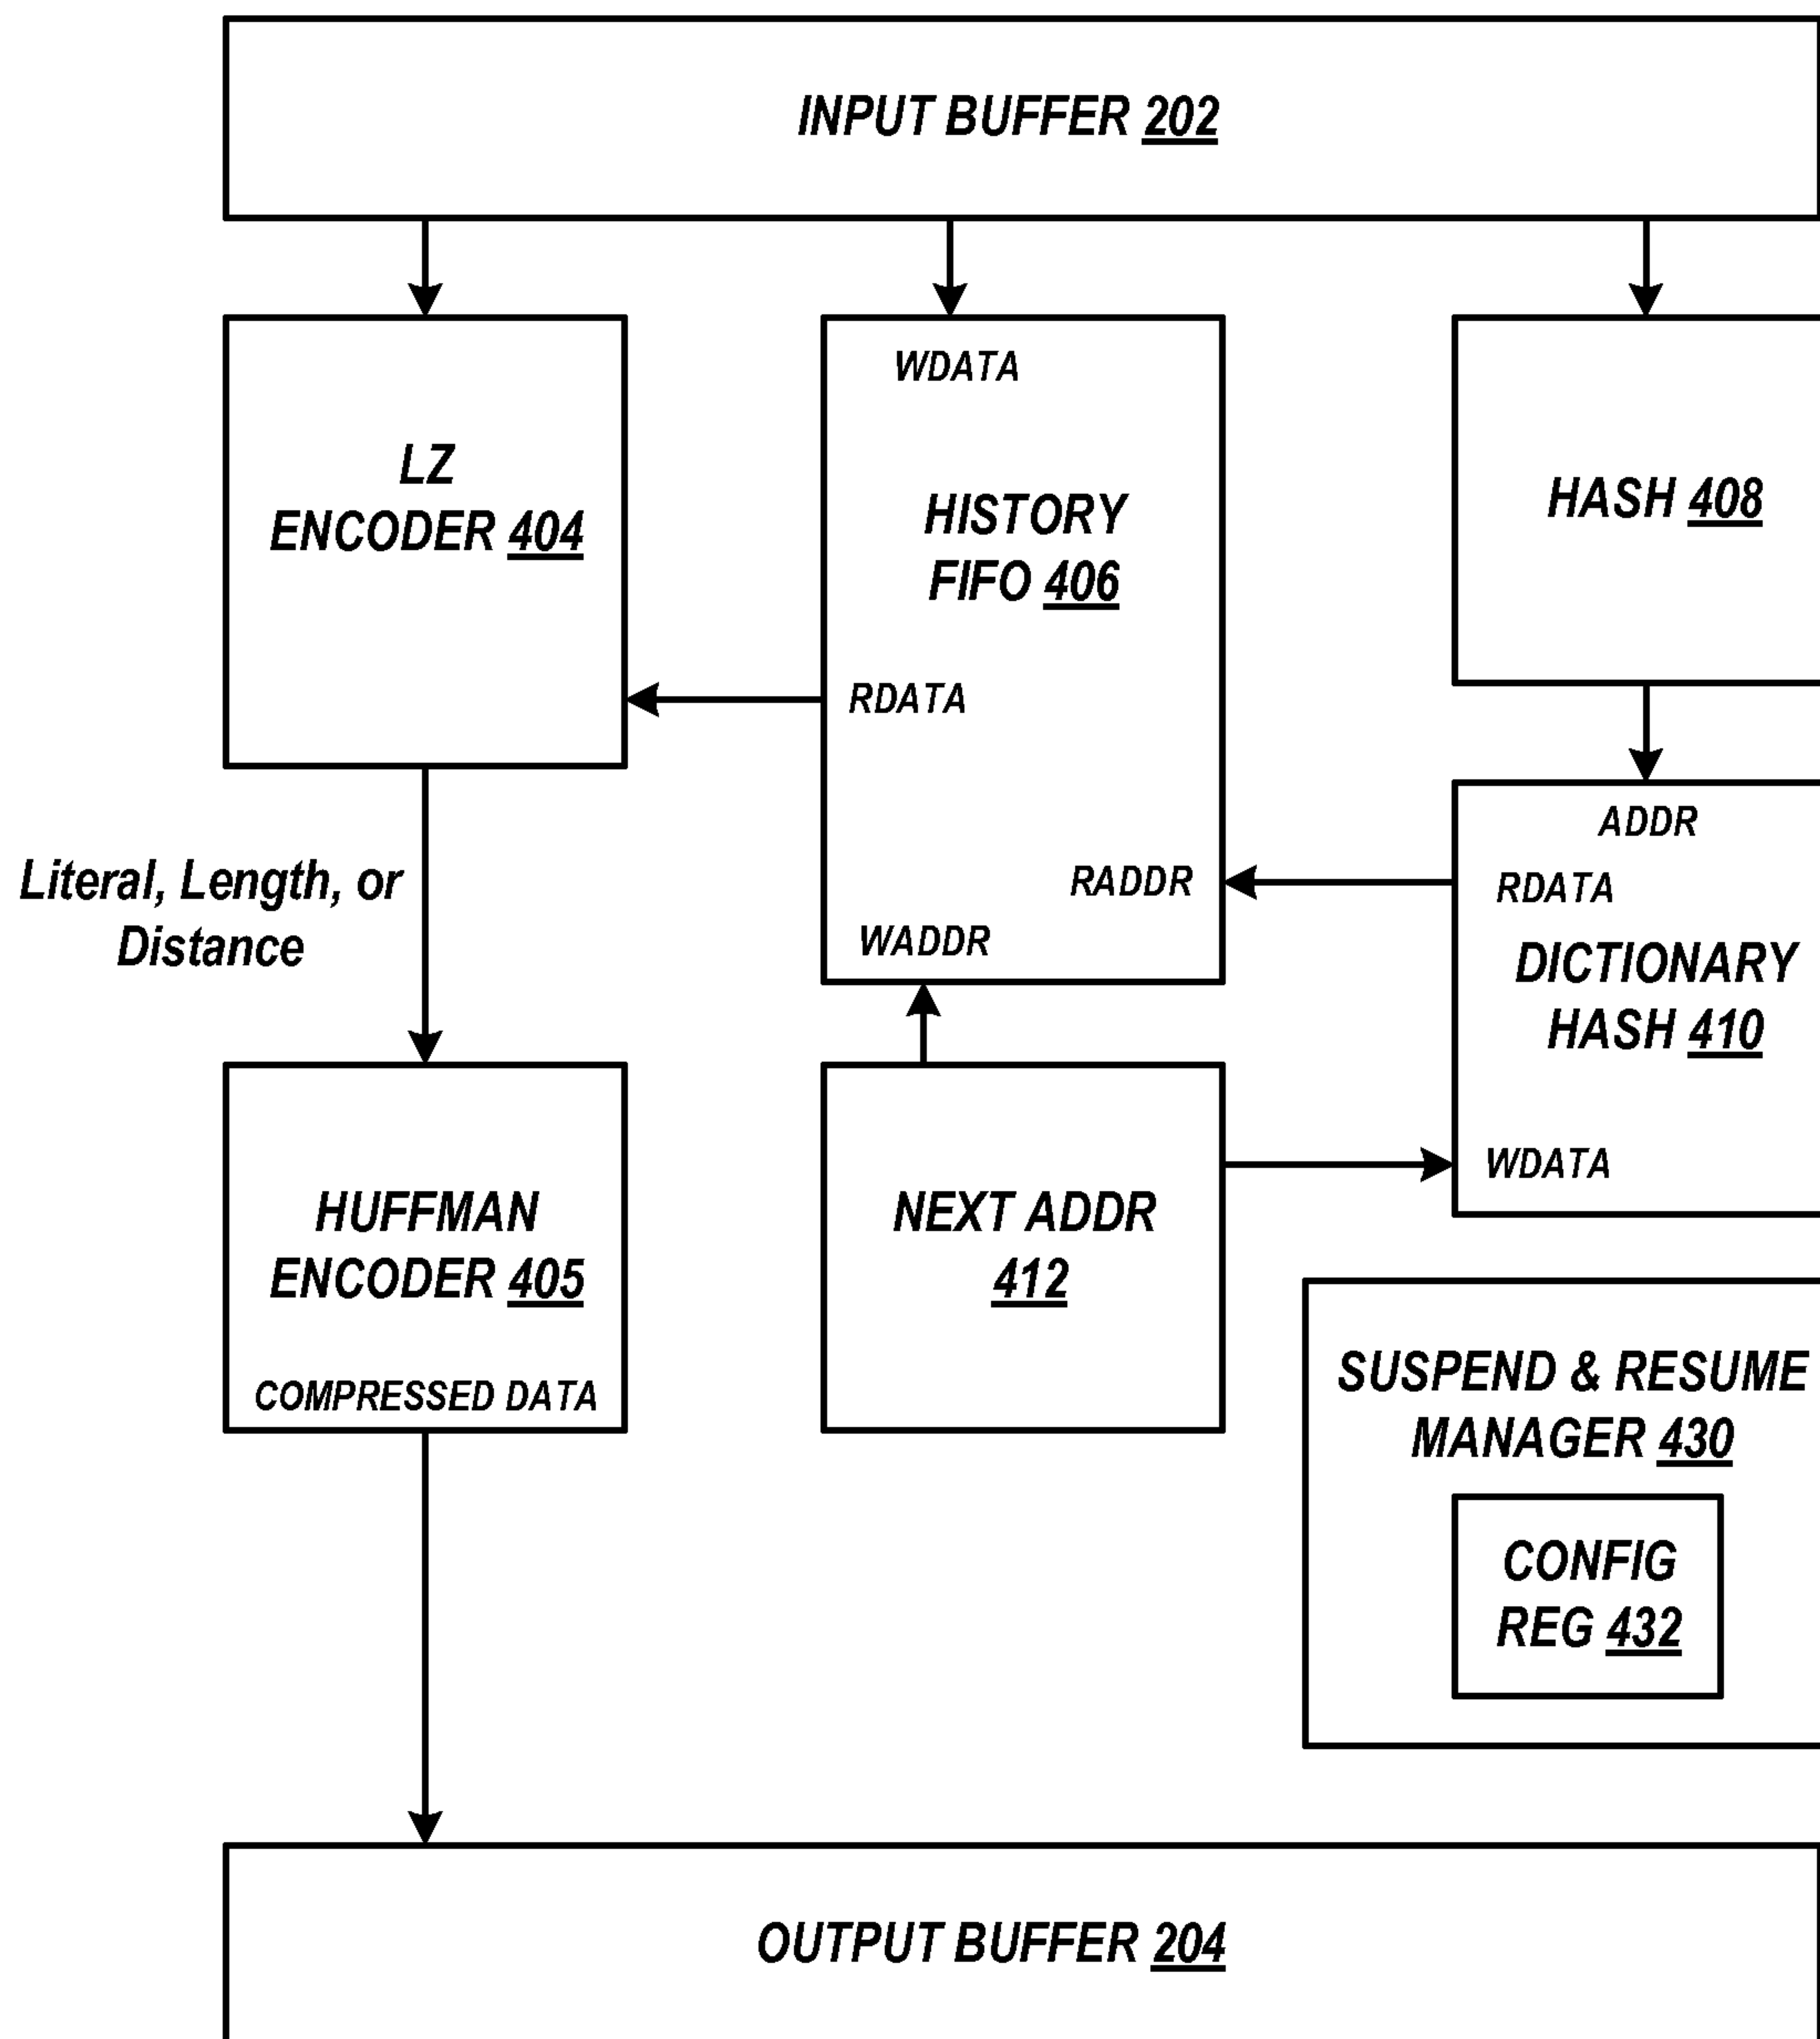 INPUT BUFFER 202
LZ
ENCODER 404
WDATA
HISTORY
FIFO 406
RDATA
RADDR
WADDR
HASH 408
ADDR
RDATA
DICTIONARY
HASH 410
WDATA
Literal, Length, or
Distance
HUFFMAN
ENCODER 405
COMPRESSED DATA
NEXT ADDR
412
SUSPEND & RESUME
MANAGER 430
CONFIG
REG 432
OUTPUT BUFFER 204